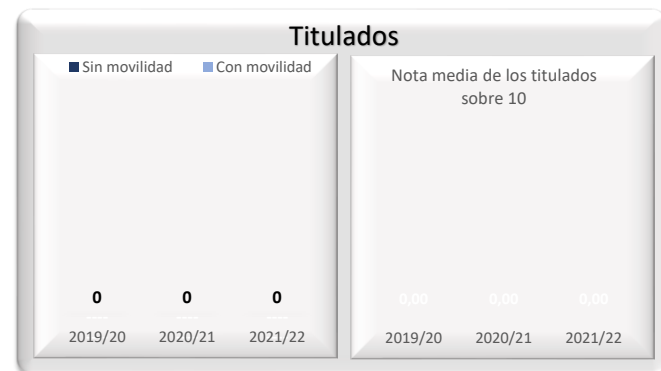 Titulados
Sin movilidad Con movilidad
0 0 0
2019/20 2020/21 2021/22
Nota media de los titulados
sobre 10
0,00 0,00 0,00
2019/20 2020/21 2021/22